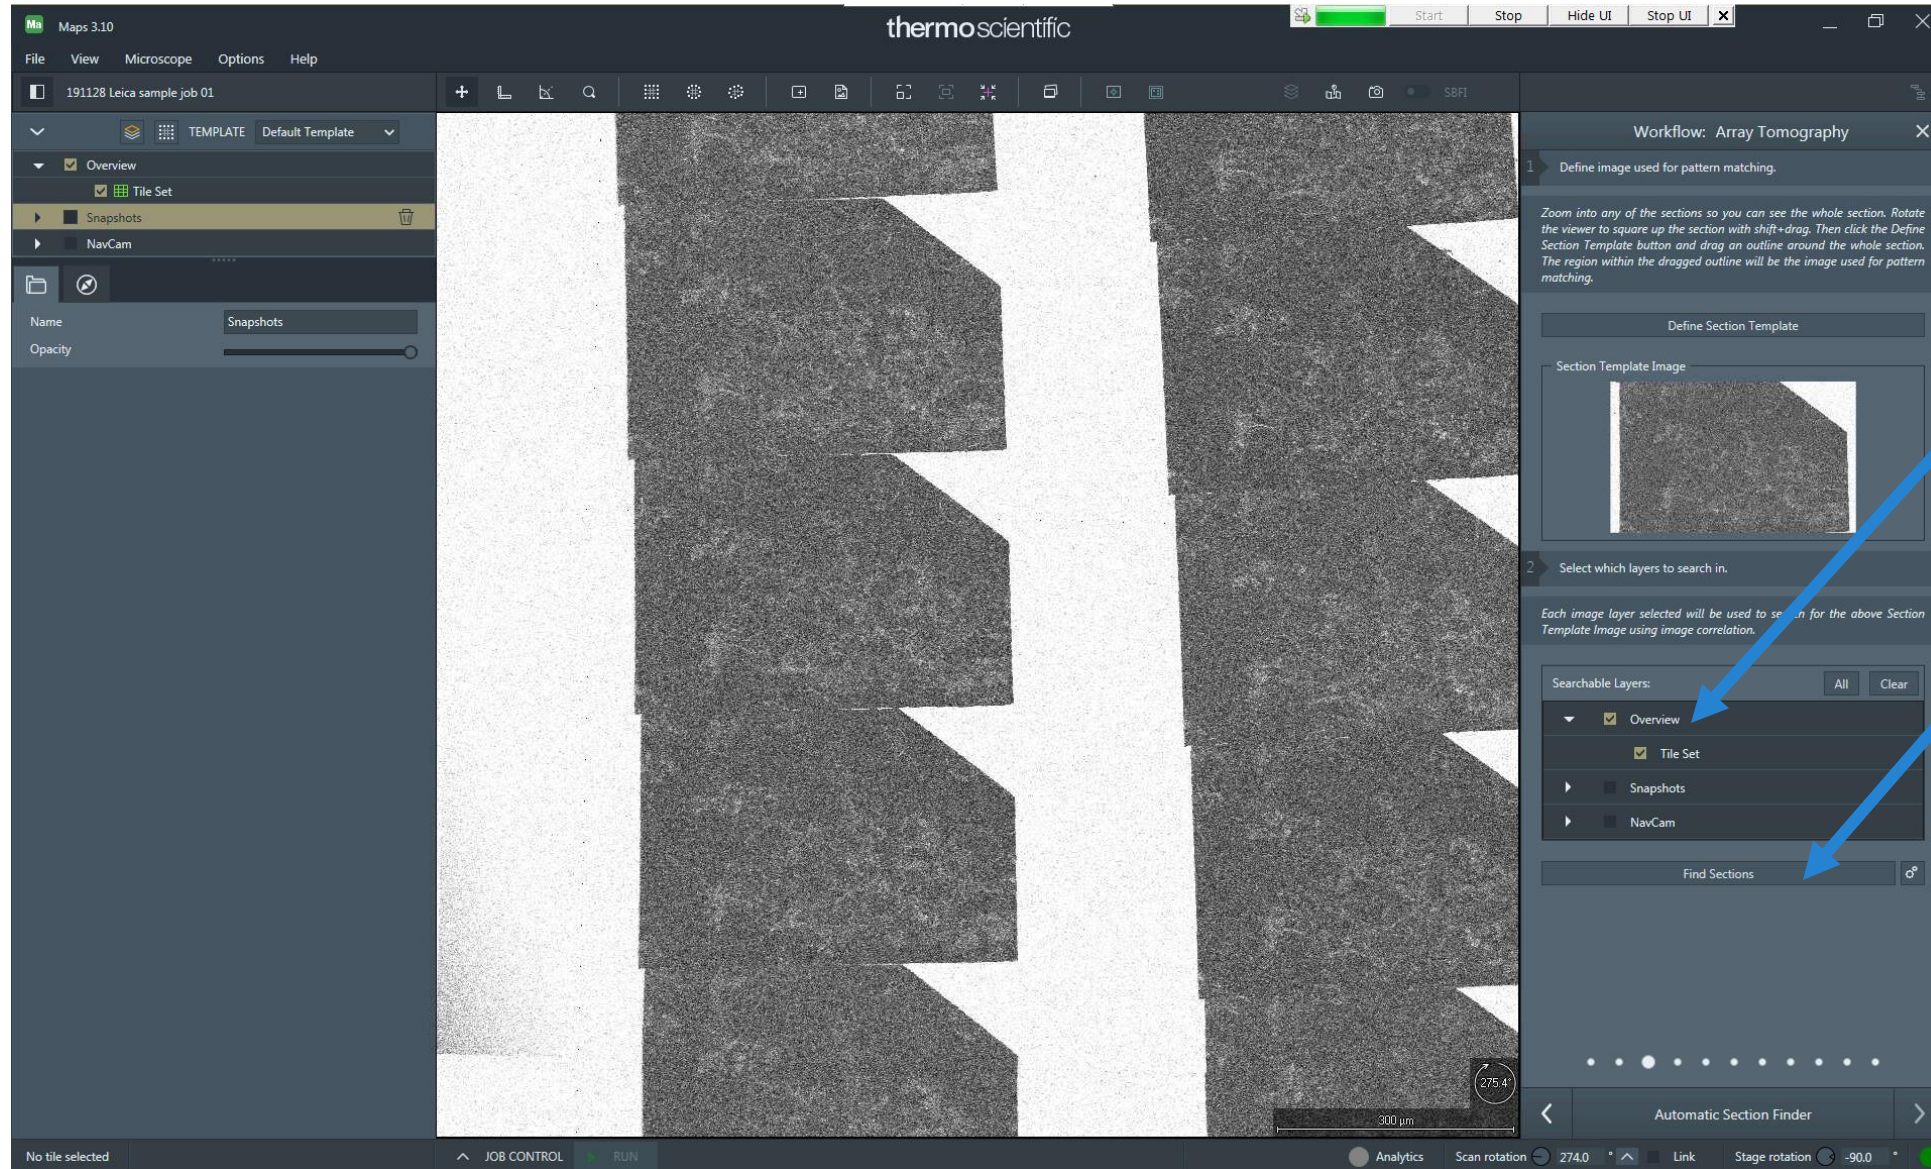 Ma Maps 3.10
thermoscientific
Start Stop Hide UI Stop UI X
File View Microscope Options Help
191128 Leica sample job 01
SBFI
TEMPLATE Default Template
Overview
Tile Set
Snapshots
NavCam
Name Snapshots
Opacity
275.4°
300 µm
Workflow: Array Tomography
1 Define image used for pattern matching.
Zoom into any of the sections so you can see the whole section. Rotate
the viewer to square up the section with shift+drag. Then click the Define
Section Template button and drag an outline around the whole section.
The region within the dragged outline will be the image used for pattern
matching.
Define Section Template
Section Template Image
2 Select which layers to search in.
Each image layer selected will be used to search for the above Section
Template Image using image correlation.
Searchable Layers: All Clear
Overview
Tile Set
Snapshots
NavCam
Find Sections
Automatic Section Finder
No tile selected
JOB CONTROL RUN
Analytics Scan rotation 274.0 ° Link Stage rotation -90.0 °